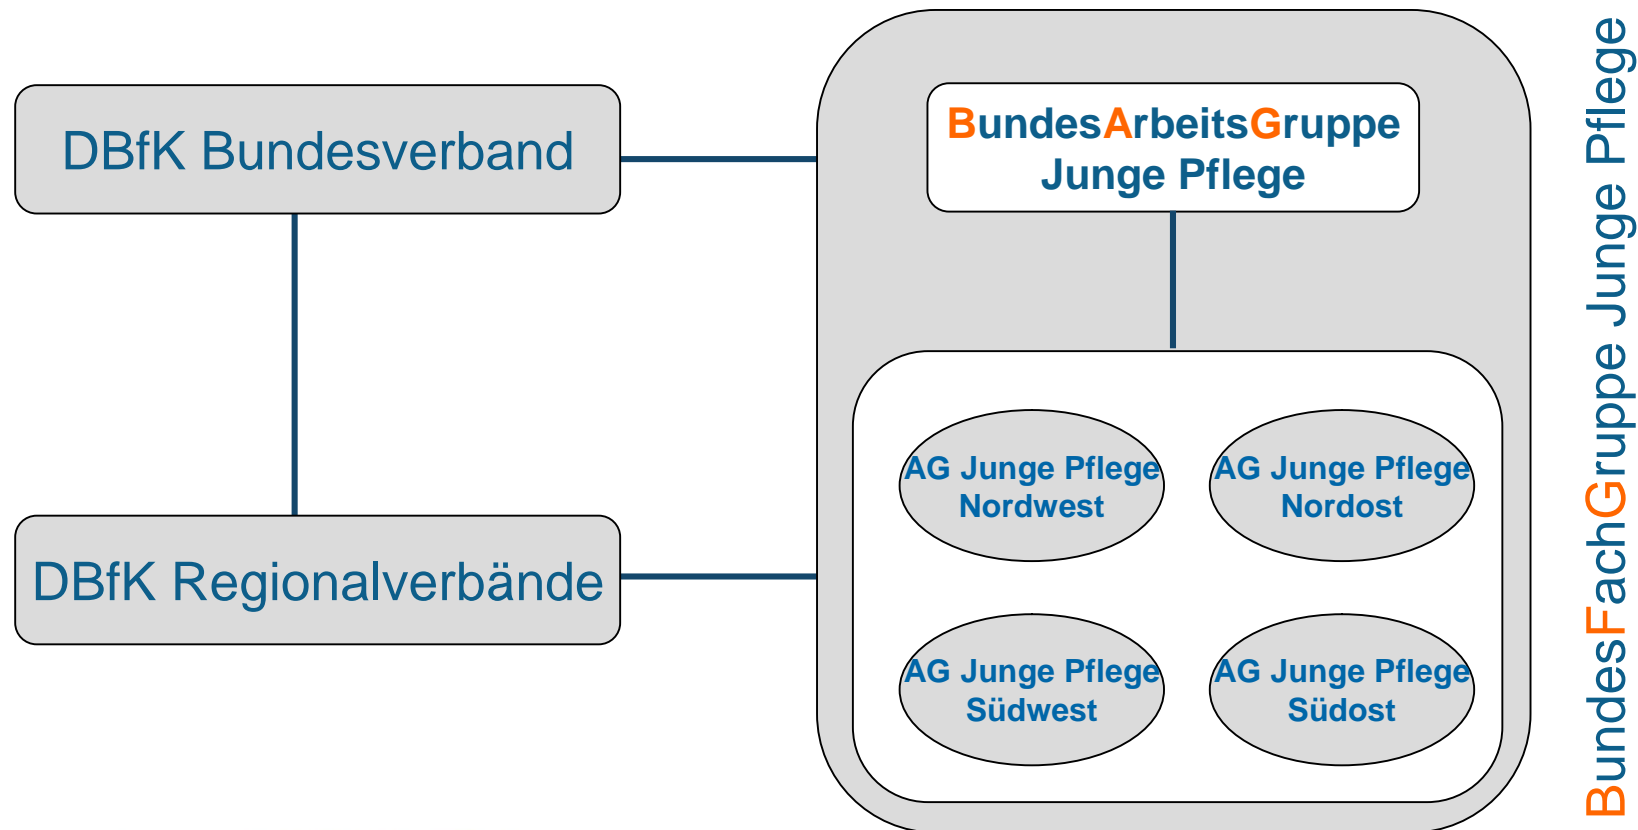 DBfK Bundesverband
BundesArbeitsGruppe
Junge Pflege
DBfK Regionalverbände
AG Junge Pflege
Nordwest
AG Junge Pflege
Nordost
AG Junge Pflege
Südwest
AG Junge Pflege
Südost
BundesFachGruppe Junge Pflege